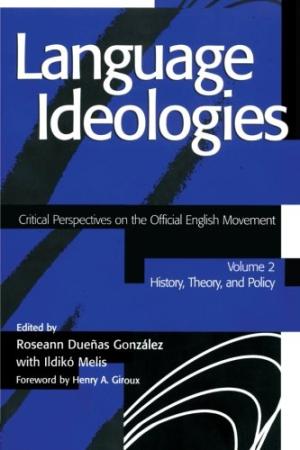 Language
Ideologies
Critical Perspectives on the Official English Movement
Volume 2
History, Theory, and Policy
Edited by
Roseann Dueñas González
with Ildikó Melis
Foreword by Henry A. Giroux